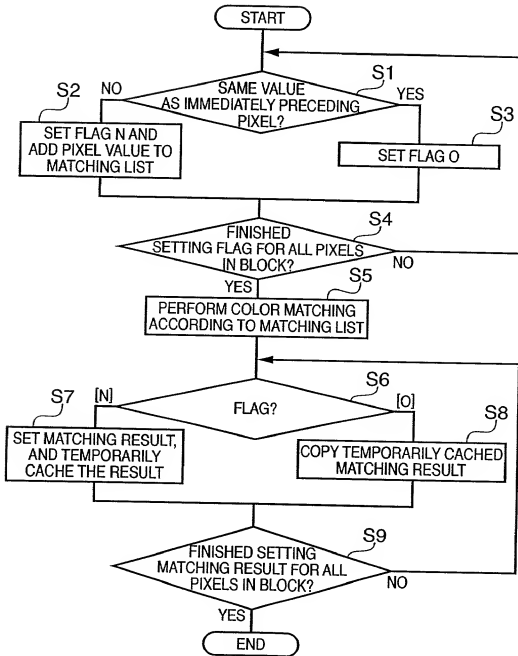 START
S1
SAME VALUE
AS IMMEDIATELY PRECEDING
PIXEL?
NO
YES
S2
SET FLAG N AND
ADD PIXEL VALUE TO
MATCHING LIST
S3
SET FLAG O
S4
FINISHED
SETTING FLAG FOR ALL PIXELS
IN BLOCK?
NO
YES
S5
PERFORM COLOR MATCHING
ACCORDING TO MATCHING LIST
S6
FLAG?
[N]
[O]
S7
SET MATCHING RESULT,
AND TEMPORARILY
CACHE THE RESULT
S8
COPY TEMPORARILY CACHED
MATCHING RESULT
S9
FINISHED SETTING
MATCHING RESULT FOR ALL
PIXELS IN BLOCK?
NO
YES
END